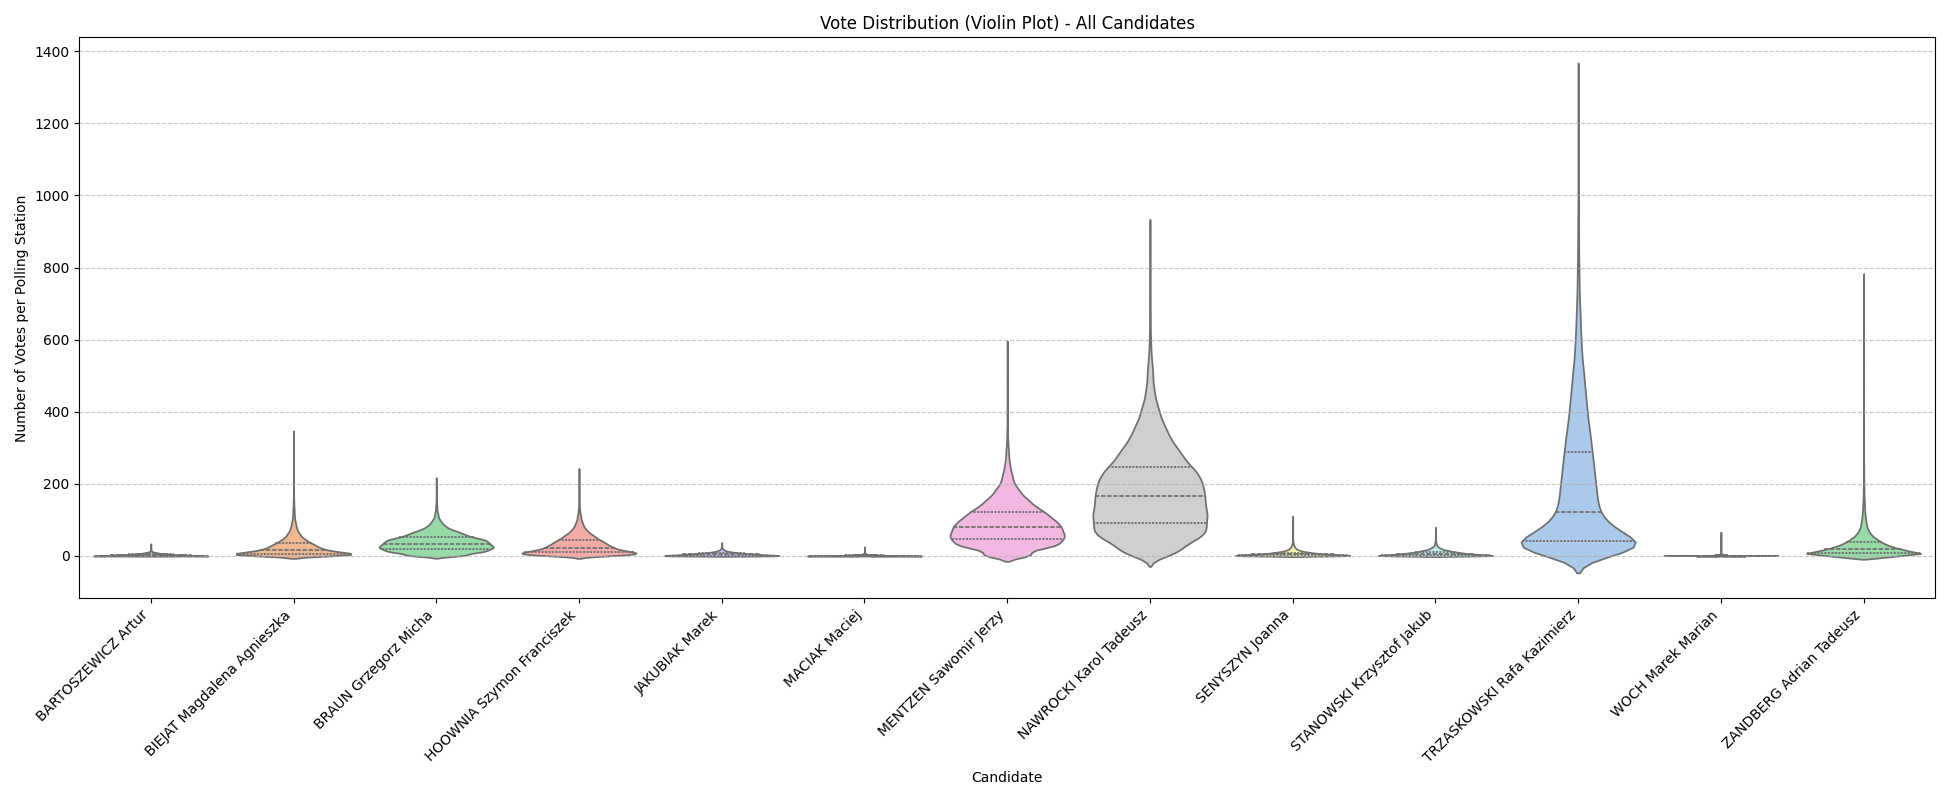 Vote Distribution (Violin Plot) - All Candidates
Number of Votes per Polling Station
1400
1200
1000
800
600
400
200
0
BARTOSZEWICZ Artur
BIEJAT Magdalena Agnieszka
BRAUN Grzegorz Micha
HOOWNIA Szymon Franciszek
JAKUBIAK Marek
MACIAK Maciej
MENTZEN Sawomir Jerzy
NAWROCKI Karol Tadeusz
SENYSZYN Joanna
STANOWSKI Krzysztof Jakub
TRZASKOWSKI Rafa Kazimierz
WOCH Marek Marian
ZANDBERG Adrian Tadeusz
Candidate